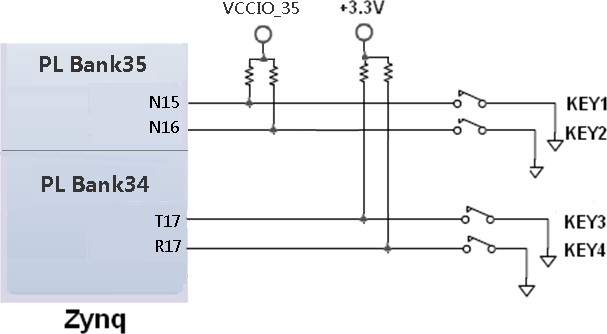 VCCIO_35
+3.3V
PL Bank35
N15
KEY1
N16
KEY2
PL Bank34
T17
KEY3
R17
KEY4
Zynq